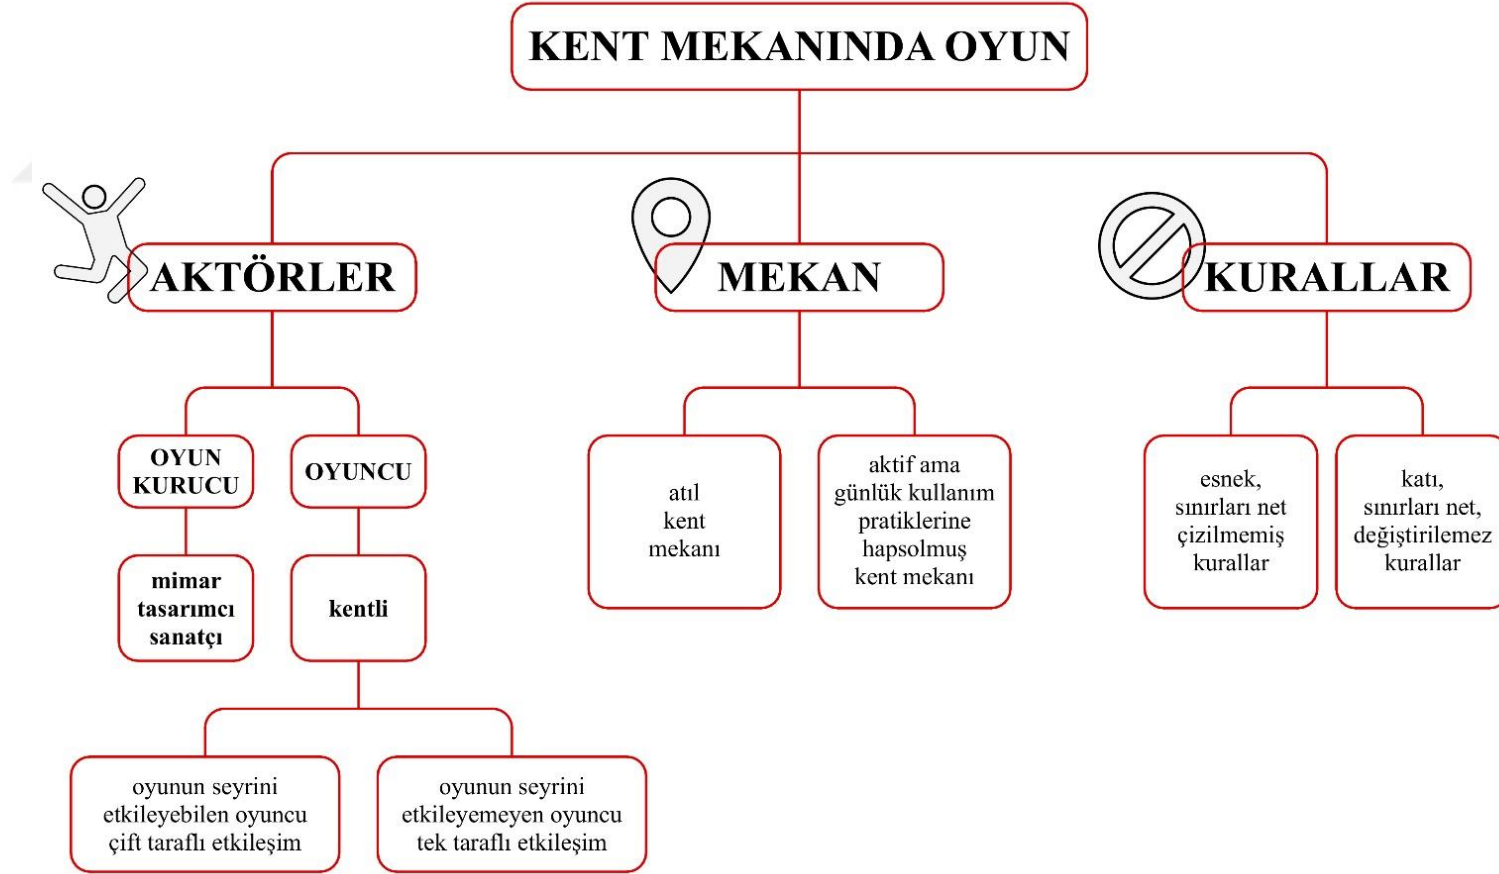 KENT MEKANINDA OYUN
AKTÖRLER
MEKAN
KURALLAR
OYUN
KURUCU
OYUNCU
mimar
tasarımcı
sanatçı
kentli
oyunun seyrini
etkileyebilen oyuncu
çift taraflı etkileşim
oyunun seyrini
etkileyemeyen oyuncu
tek taraflı etkileşim
atıl
kent
mekanı
aktif ama
günlük kullanım
pratiklerine
hapsolmuş
kent mekanı
esnek,
sınırları net
çizilmemiş
kurallar
katı,
sınırları net,
değiştirilemez
kurallar